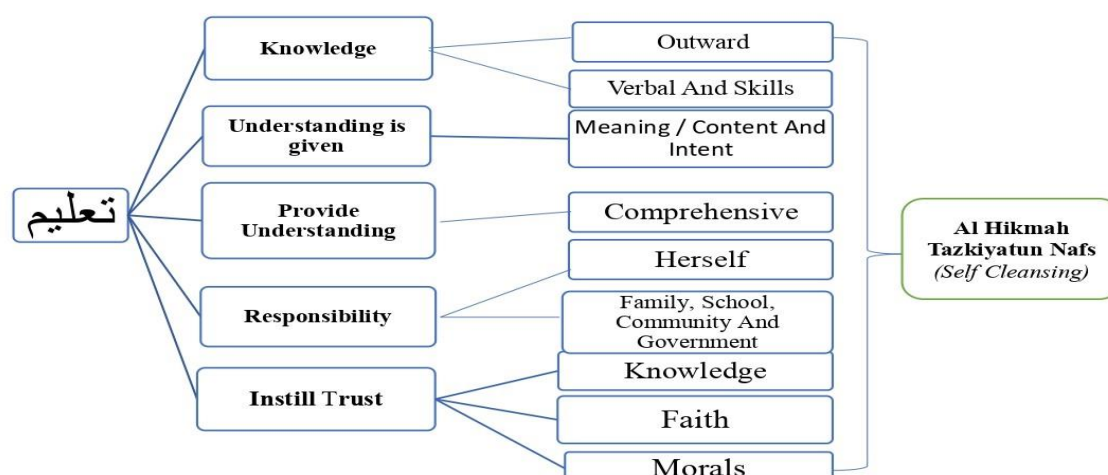 تعليم
Knowledge
Understanding is
given
Provide
Understanding
Responsibility
Instill Trust
Outward
Verbal And Skills
Meaning / Content And
Intent
Comprehensive
Herself
Family, School,
Community And
Government
Knowledge
Faith
Morals
Al Hikmah
Tazkiyatun Nafs
(Self Cleansing)